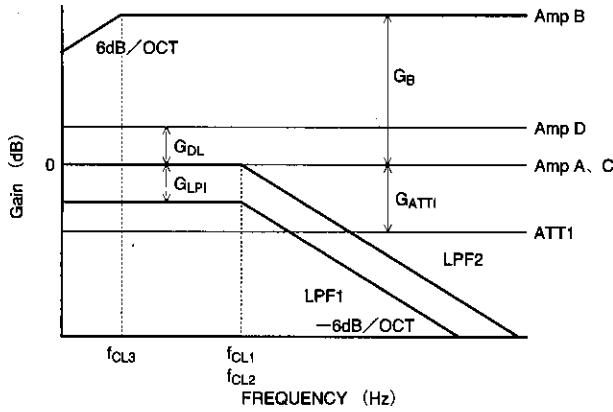 Amp B
6dB／OCT
G_B
Amp D
G_DL
0
Amp A、C
G_LPI
G_ATTI
ATT1
Gain (dB)
LPF2
LPF1
－6dB／OCT
f_CL3
f_CL1
f_CL2
FREQUENCY (Hz)